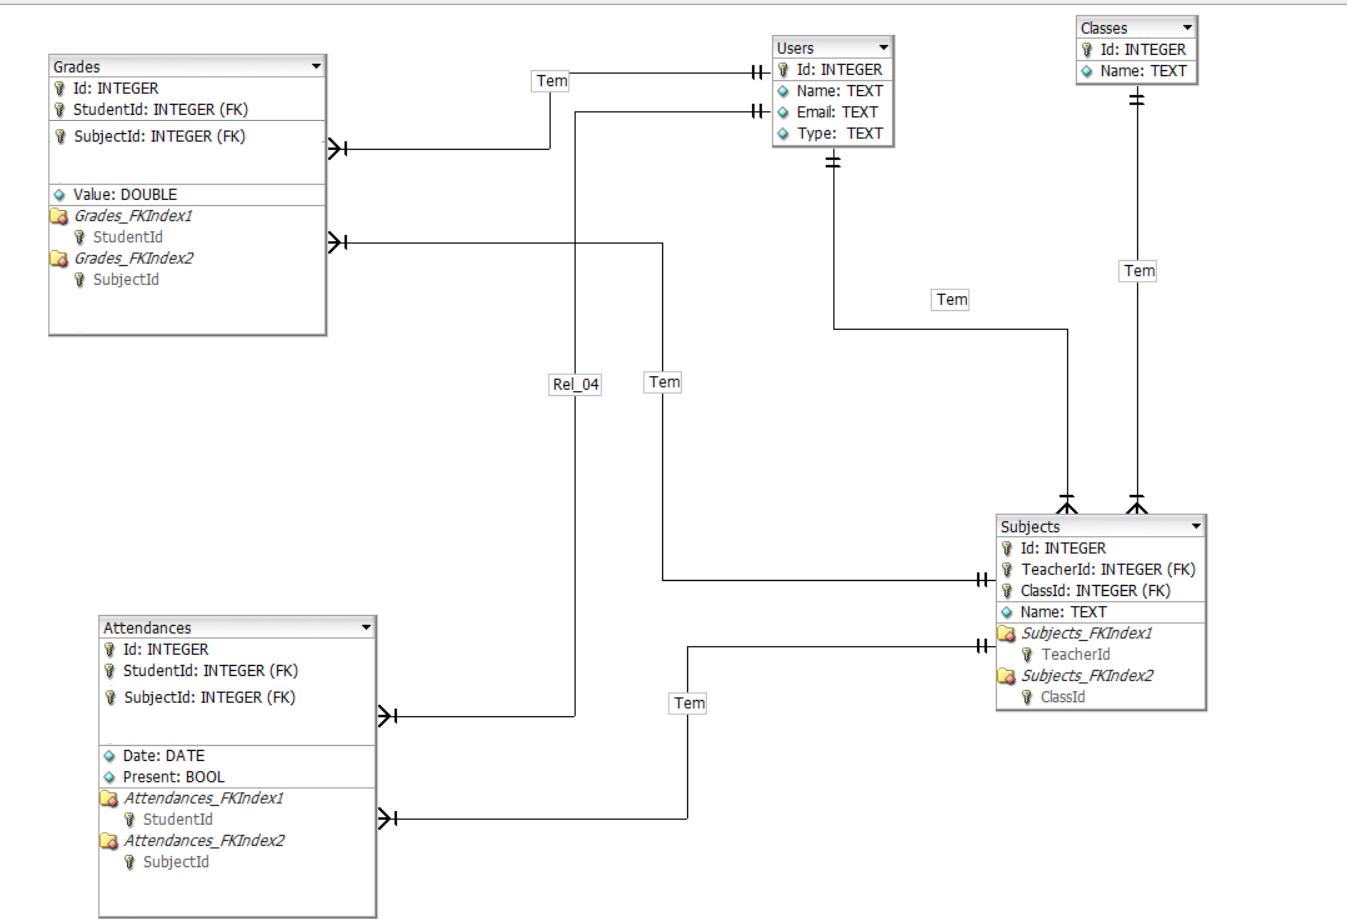 Grades
Id: INTEGER
StudentId: INTEGER (FK)
SubjectId: INTEGER (FK)
Value: DOUBLE
Grades_FKIndex1
StudentId
Grades_FKIndex2
SubjectId
Tem
Users
Id: INTEGER
Name: TEXT
Email: TEXT
Type: TEXT
Classes
Id: INTEGER
Name: TEXT
Tem
Tem
Rel_04
Tem
Subjects
Id: INTEGER
TeacherId: INTEGER (FK)
ClassId: INTEGER (FK)
Name: TEXT
Subjects_FKIndex1
TeacherId
Subjects_FKIndex2
ClassId
Attendances
Id: INTEGER
StudentId: INTEGER (FK)
SubjectId: INTEGER (FK)
Date: DATE
Present: BOOL
Attendances_FKIndex1
StudentId
Attendances_FKIndex2
SubjectId
Tem